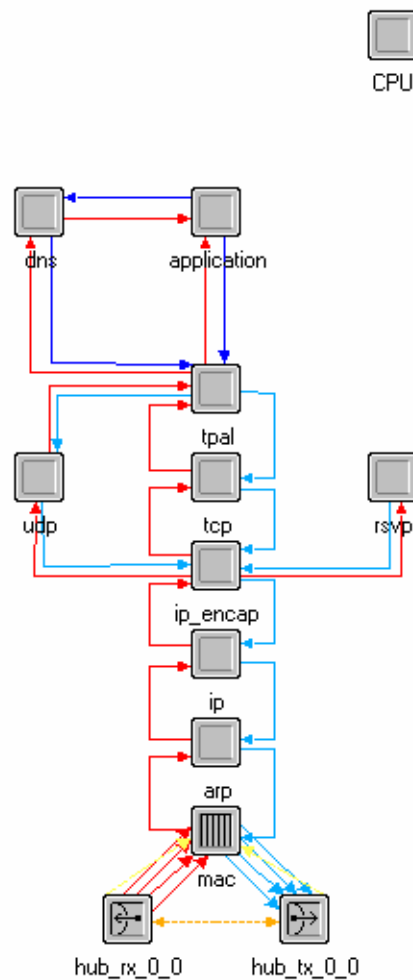 CPU
dns
application
tpal
udp
tcp
rsvp
ip_encap
ip
arp
mac
hub_rx_0_0
hub_tx_0_0